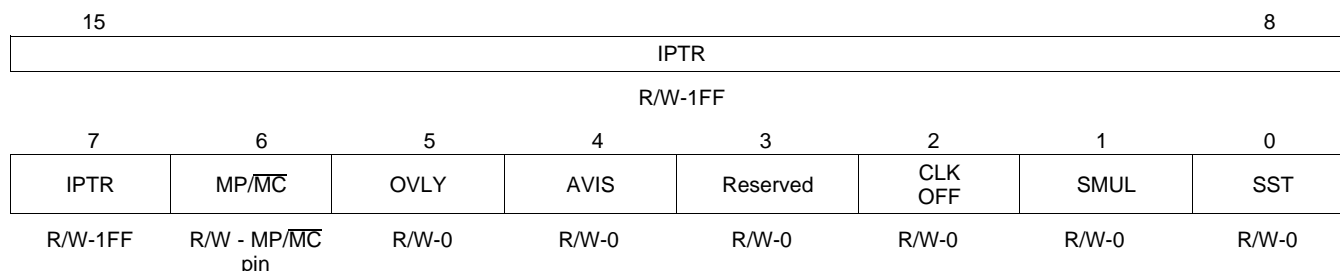 15 8
IPTR
R/W-1FF
7 6 5 4 3 2 1 0
IPTR MP/MC OVLY AVIS Reserved CLK OFF SMUL SST
R/W-1FF R/W - MP/MC pin R/W-0 R/W-0 R/W-0 R/W-0 R/W-0 R/W-0